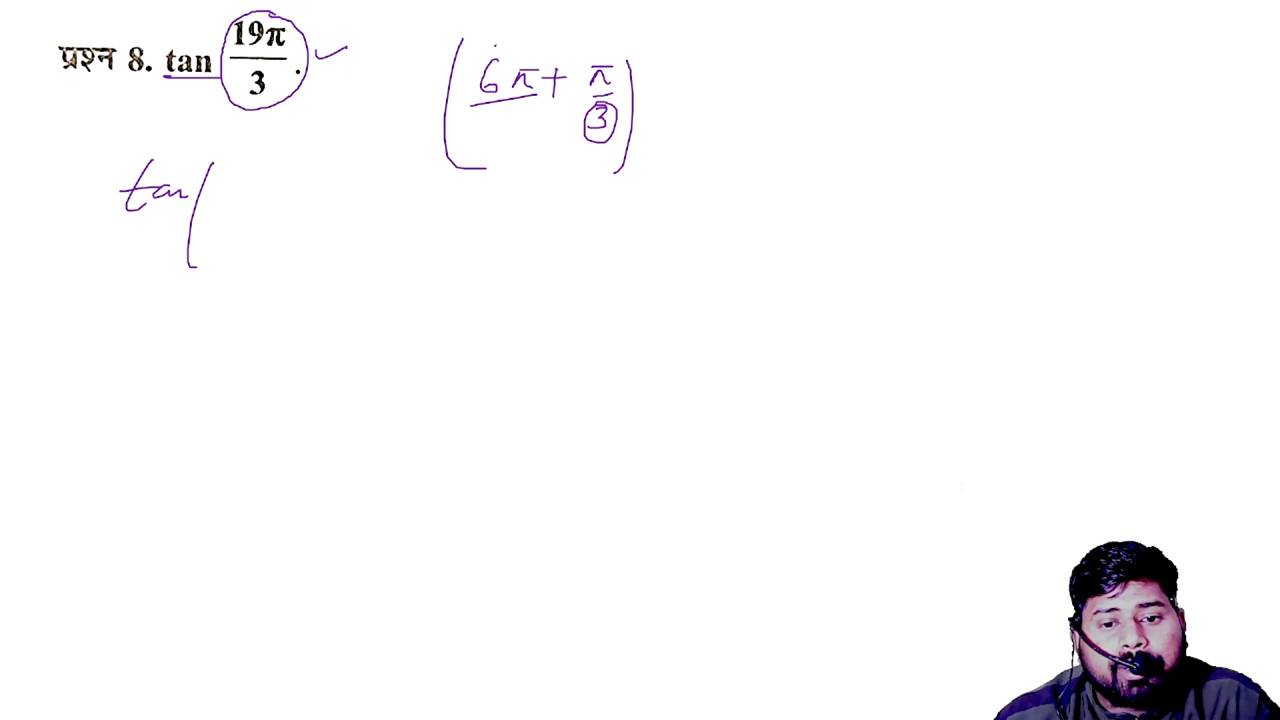 प्रश्न 8. tan 19π/3.
(6π + π/3)
tan(